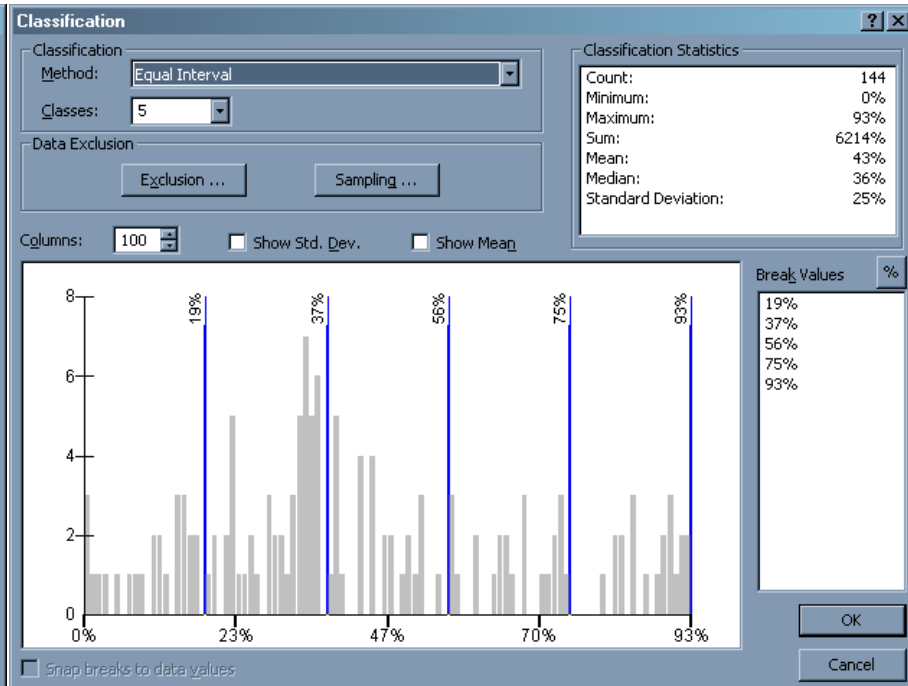 Classification
Classification
Method: Equal Interval
Classes: 5
Data Exclusion
Exclusion ... Sampling ...
Classification Statistics
Count: 144
Minimum: 0%
Maximum: 93%
Sum: 6214%
Mean: 43%
Median: 36%
Standard Deviation: 25%
Columns: 100 Show Std. Dev. Show Mean
Break Values %
19%
37%
56%
75%
93%
8
6
4
2
0
19% 37% 56% 75% 93%
0% 23% 47% 70% 93%
Snap breaks to data values
OK
Cancel